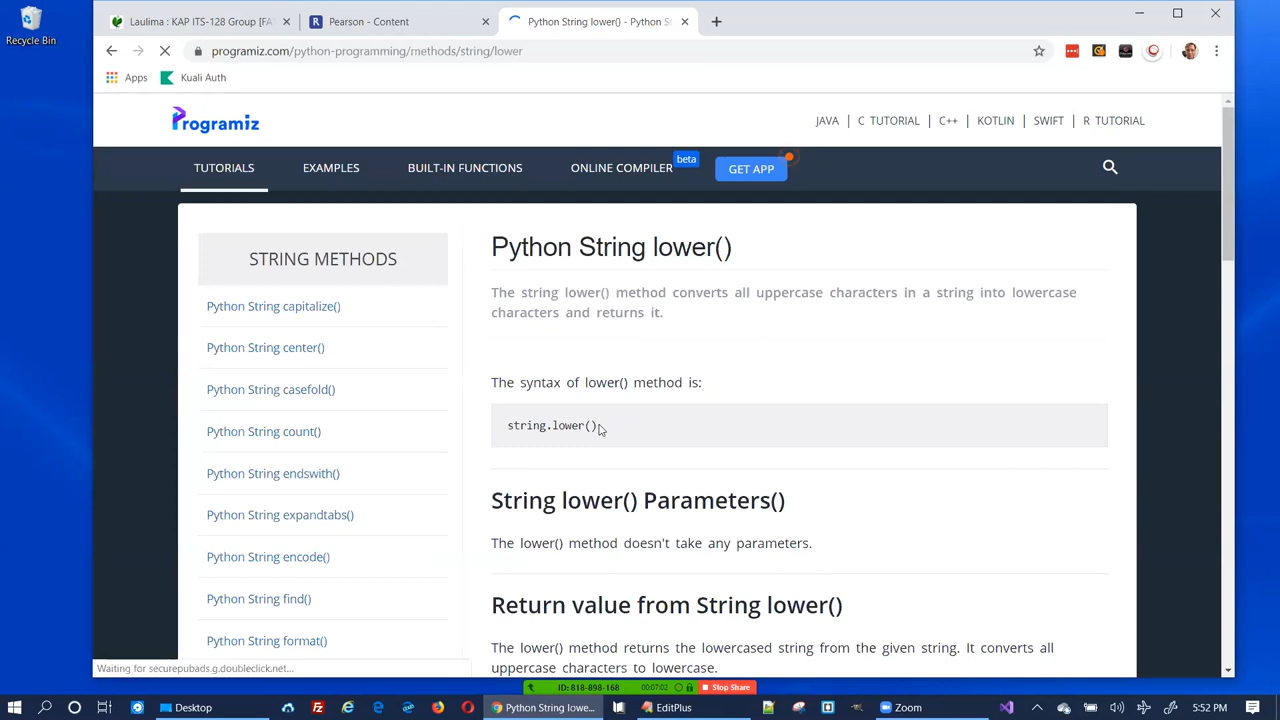 Recycle Bin
Laulima : KAP ITS-128 Group [FA
Pearson - Content
Python String lower() - Python S
programiz.com/python-programming/methods/string/lower
Apps
Kuali Auth
Programiz
JAVA | C TUTORIAL | C++ | KOTLIN | SWIFT | R TUTORIAL
TUTORIALS
EXAMPLES
BUILT-IN FUNCTIONS
ONLINE COMPILER
beta
GET APP
STRING METHODS
Python String capitalize()
Python String center()
Python String casefold()
Python String count()
Python String endswith()
Python String expandtabs()
Python String encode()
Python String find()
Python String format()
Python String lower()
The string lower() method converts all uppercase characters in a string into lowercase
characters and returns it.
The syntax of lower() method is:
string.lower()
String lower() Parameters()
The lower() method doesn't take any parameters.
Return value from String lower()
The lower() method returns the lowercased string from the given string. It converts all
uppercase characters to lowercase.
Waiting for securepubads.g.doubleclick.net...
ID: 818-898-168
00:07:02
Stop Share
Desktop
Python String lowe...
EditPlus
Zoom
5:52 PM